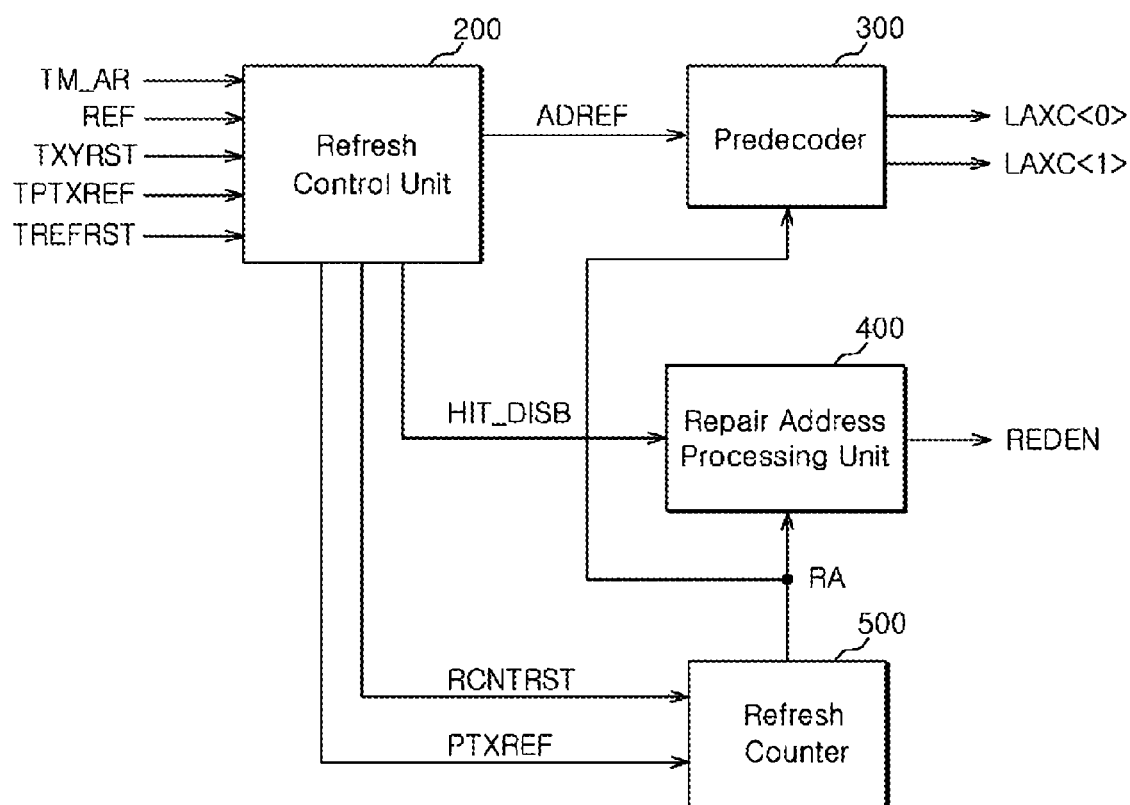 200
300
TM_AR
REF
TXYRST
TPTXREF
TREFRST
Refresh
Control Unit
ADREF
Predecoder
LAXC<0>
LAXC<1>
400
HIT_DISB
Repair Address
Processing Unit
REDEN
RA
500
RCNTRST
PTXREF
Refresh
Counter